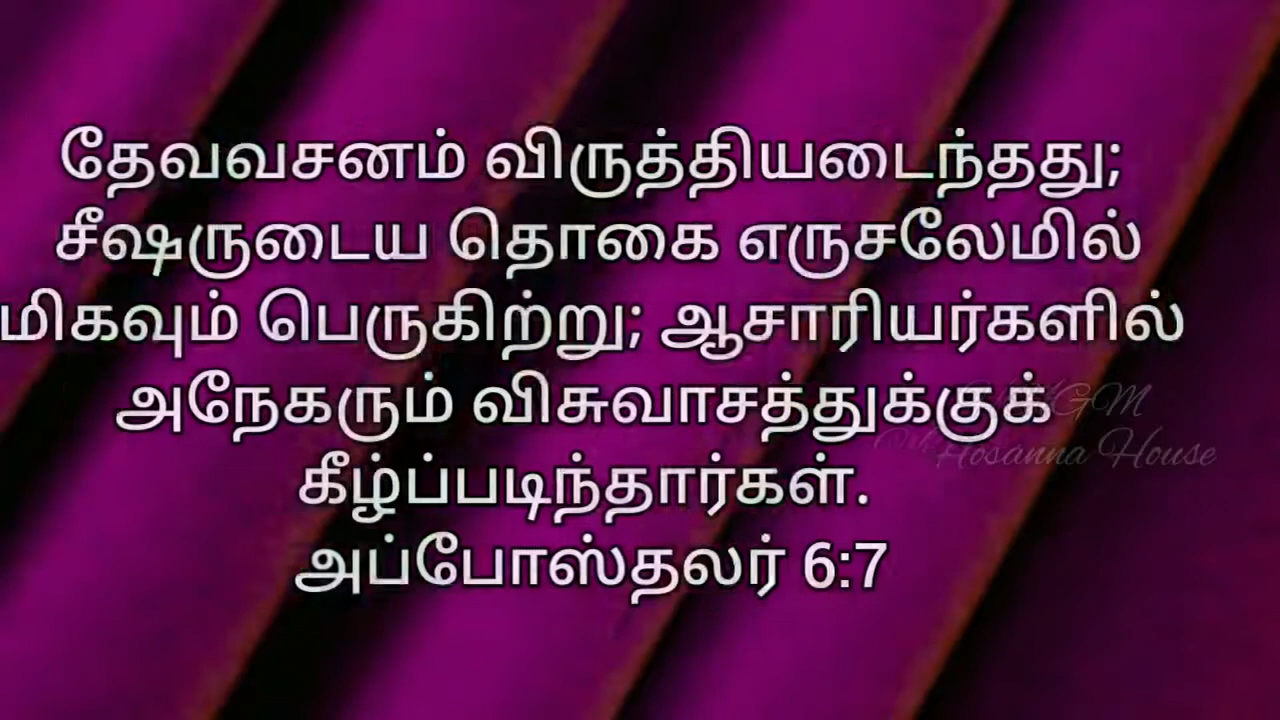 தேவவசனம் விருத்தியடைந்தது;
சீஷருடைய தொகை எருசலேமில்
மிகவும் பெருகிற்று; ஆசாரியர்களில்
அநேகரும் விசுவாசத்துக்குக்
கீழ்ப்படிந்தார்கள்.
அப்போஸ்தலர் 6:7
Hosanna House